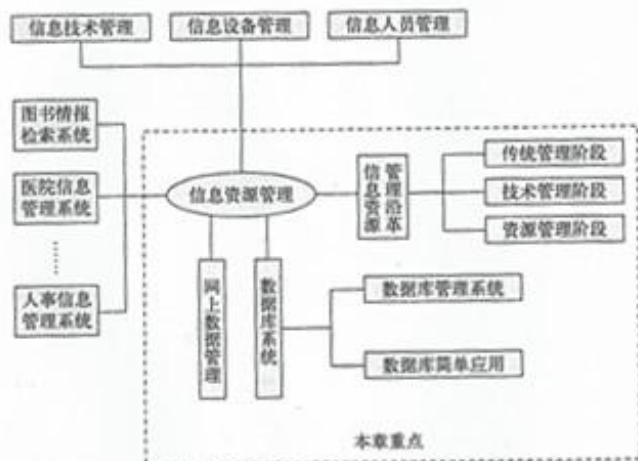 信息技术管理
信息设备管理
信息人员管理
图书情报
检索系统
医院信息
管理系统
……
人事信息
管理系统
信息资源管理
信息资源
管理沿革
传统管理阶段
技术管理阶段
资源管理阶段
网上数据管理
数据库系统
数据库管理系统
数据库简单应用
本章重点